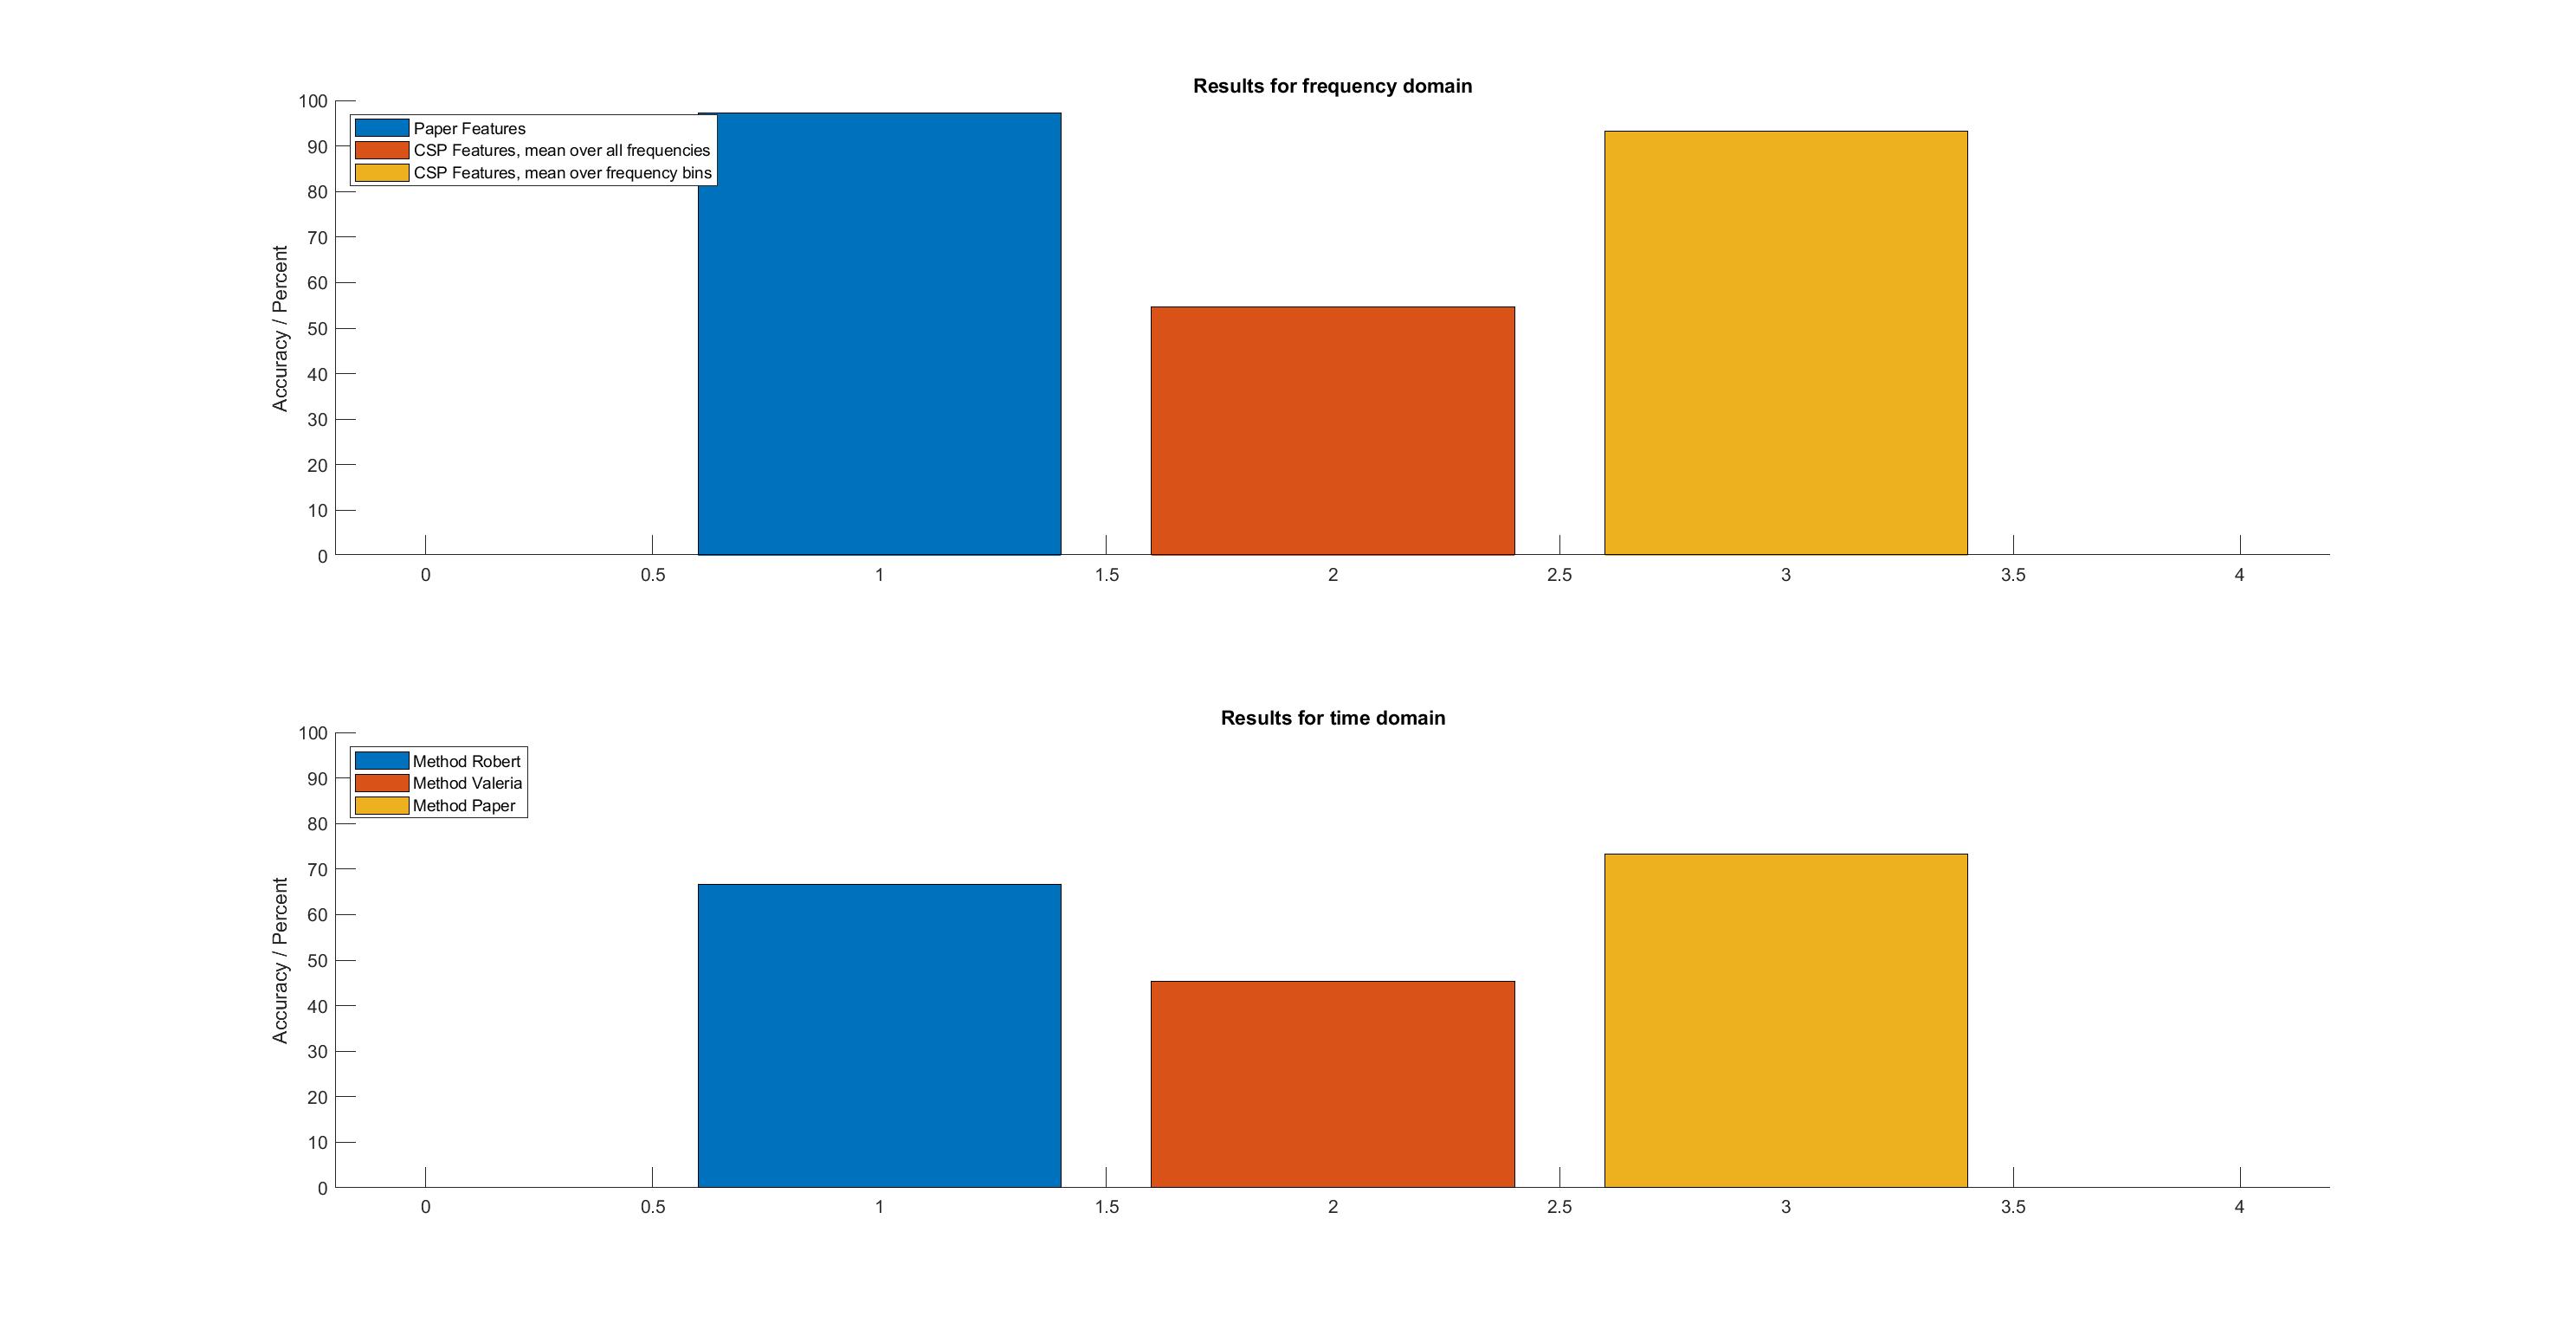 Results for frequency domain
100
90
80
70
60
50
40
30
20
10
0
Accuracy / Percent
Paper Features
CSP Features, mean over all frequencies
CSP Features, mean over frequency bins
0 0.5 1 1.5 2 2.5 3 3.5 4
Results for time domain
100
90
80
70
60
50
40
30
20
10
0
Accuracy / Percent
Method Robert
Method Valeria
Method Paper
0 0.5 1 1.5 2 2.5 3 3.5 4